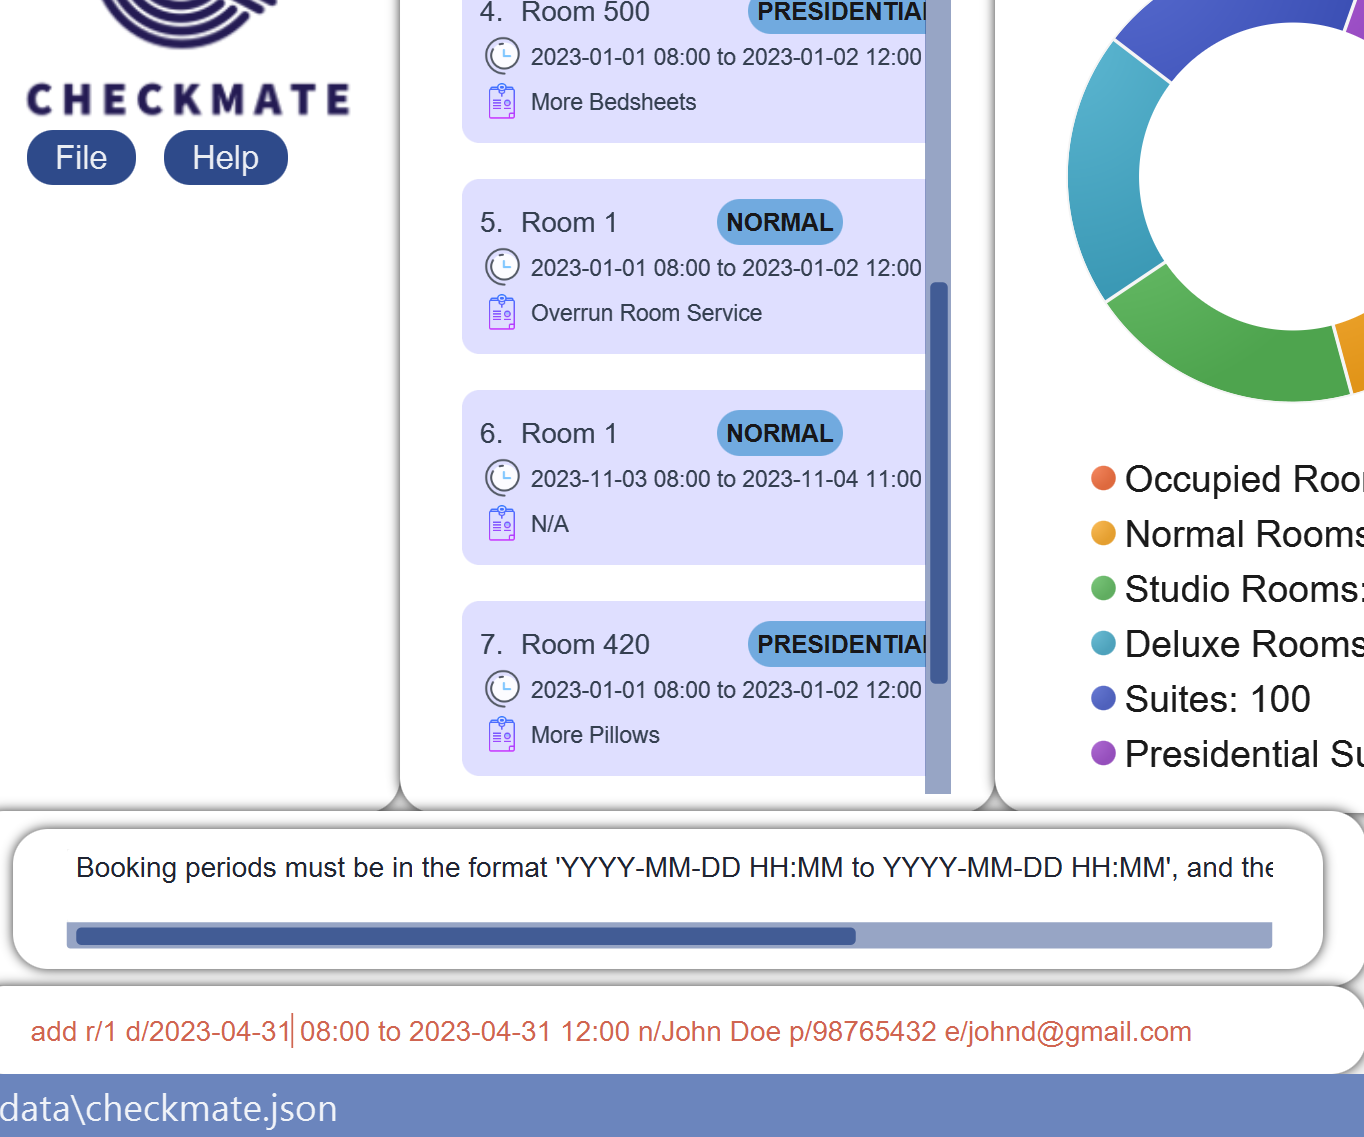 CHECKMATE
File Help
4. Room 500 PRESIDENTIAL
2023-01-01 08:00 to 2023-01-02 12:00
More Bedsheets
5. Room 1 NORMAL
2023-01-01 08:00 to 2023-01-02 12:00
Overrun Room Service
6. Room 1 NORMAL
2023-11-03 08:00 to 2023-11-04 11:00
N/A
7. Room 420 PRESIDENTIAL
2023-01-01 08:00 to 2023-01-02 12:00
More Pillows
Occupied Roo
Normal Rooms
Studio Rooms:
Deluxe Rooms
Suites: 100
Presidential Su
Booking periods must be in the format 'YYYY-MM-DD HH:MM to YYYY-MM-DD HH:MM', and the
add r/1 d/2023-04-31 08:00 to 2023-04-31 12:00 n/John Doe p/98765432 e/johnd@gmail.com
data\checkmate.json